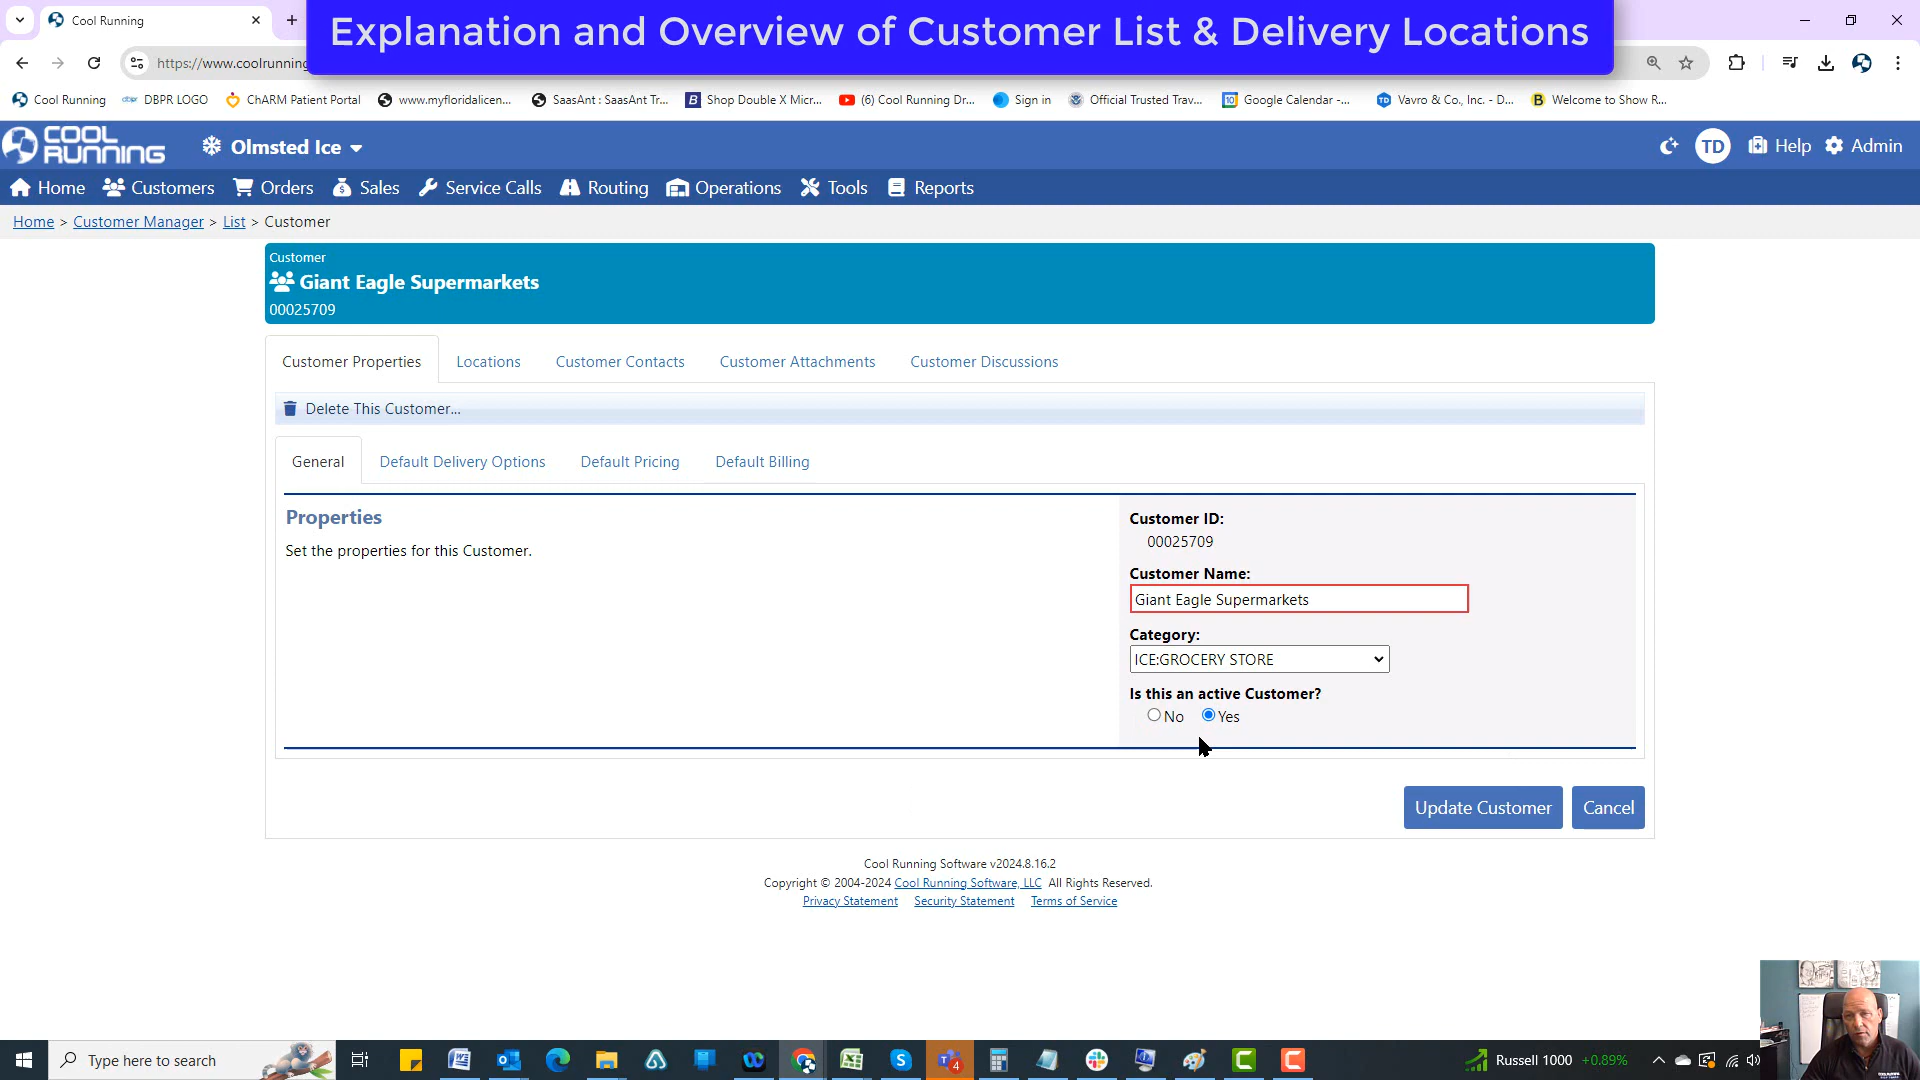 Cool Running
Explanation and Overview of Customer List & Delivery Locations
https://www.coolrunning
Cool Running
DBPR LOGO
ChARM Patient Portal
www.myfloridalicen...
SaasAnt : SaasAnt Tr...
Shop Double X Micr...
(6) Cool Running Dr...
Sign in
Official Trusted Trav...
Google Calendar -...
Vavro & Co., Inc. - D...
Welcome to Show R...
COOL
RUNNING
Olmsted Ice
TD
Help
Admin
Home
Customers
Orders
Sales
Service Calls
Routing
Operations
Tools
Reports
Home > Customer Manager > List > Customer
Customer
Giant Eagle Supermarkets
00025709
Customer Properties
Locations
Customer Contacts
Customer Attachments
Customer Discussions
Delete This Customer...
General
Default Delivery Options
Default Pricing
Default Billing
Properties
Set the properties for this Customer.
Customer ID:
00025709
Customer Name:
Giant Eagle Supermarkets
Category:
ICE:GROCERY STORE
Is this an active Customer?
No
Yes
Update Customer
Cancel
Cool Running Software v2024.8.16.2
Copyright © 2004-2024 Cool Running Software, LLC All Rights Reserved.
Privacy Statement
Security Statement
Terms of Service
Type here to search
4
Russell 1000 +0.89%